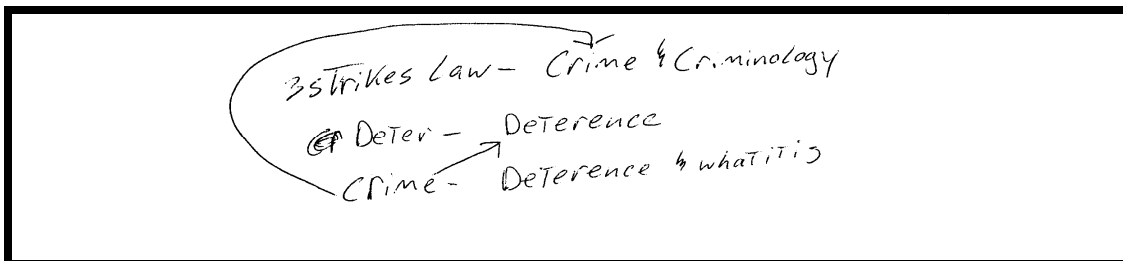 3 strikes Law - Crime & Criminology
Deter - Deterence
Crime - Deterence & what it is